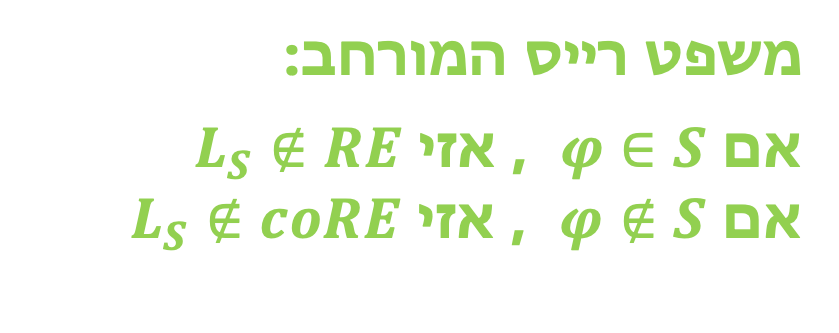 משפט רייס המורחב:
אם φ ∈ S , אזי L_S ∉ RE
אם φ ∉ S , אזי L_S ∉ coRE